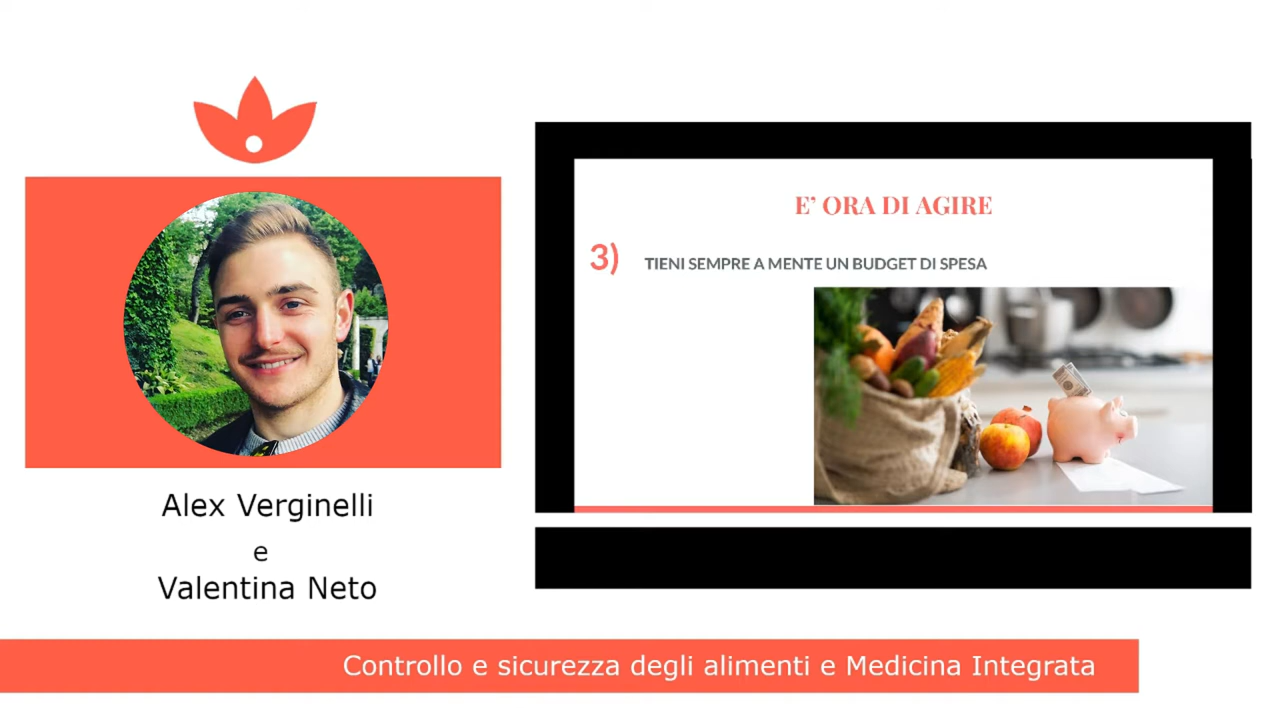 Alex Verginelli
e
Valentina Neto
E' ORA DI AGIRE
3) TIENI SEMPRE A MENTE UN BUDGET DI SPESA
Controllo e sicurezza degli alimenti e Medicina Integrata